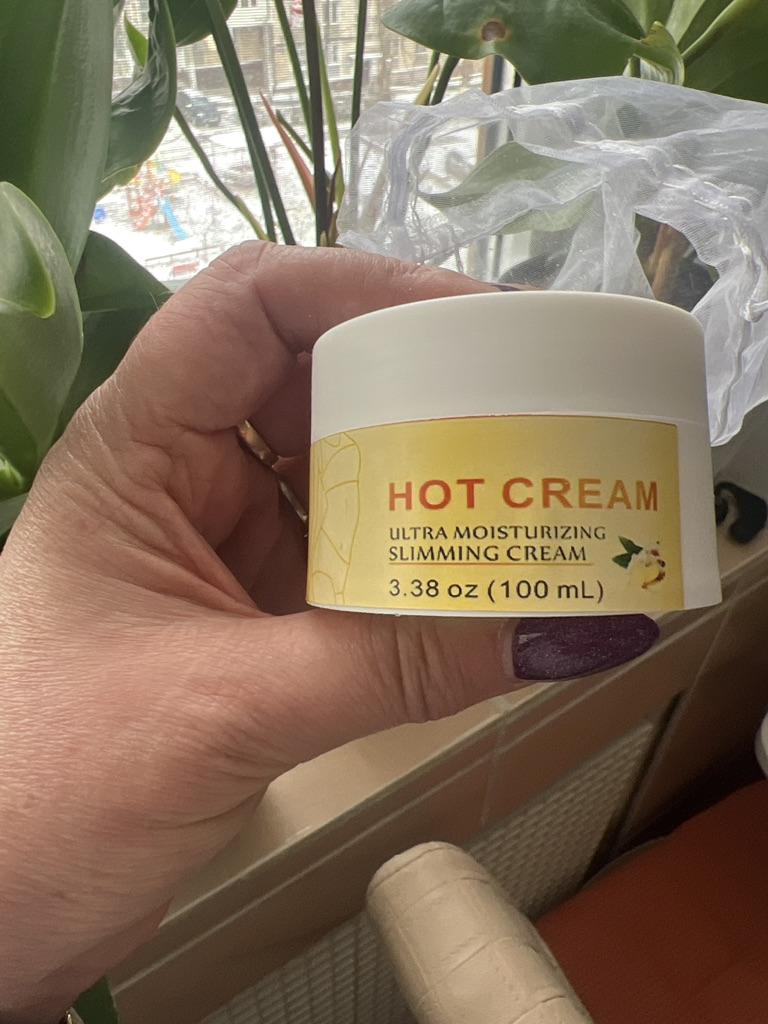 HOT CREAM
ULTRA MOISTURIZING
SLIMMING CREAM
3.38 oz (100 mL)